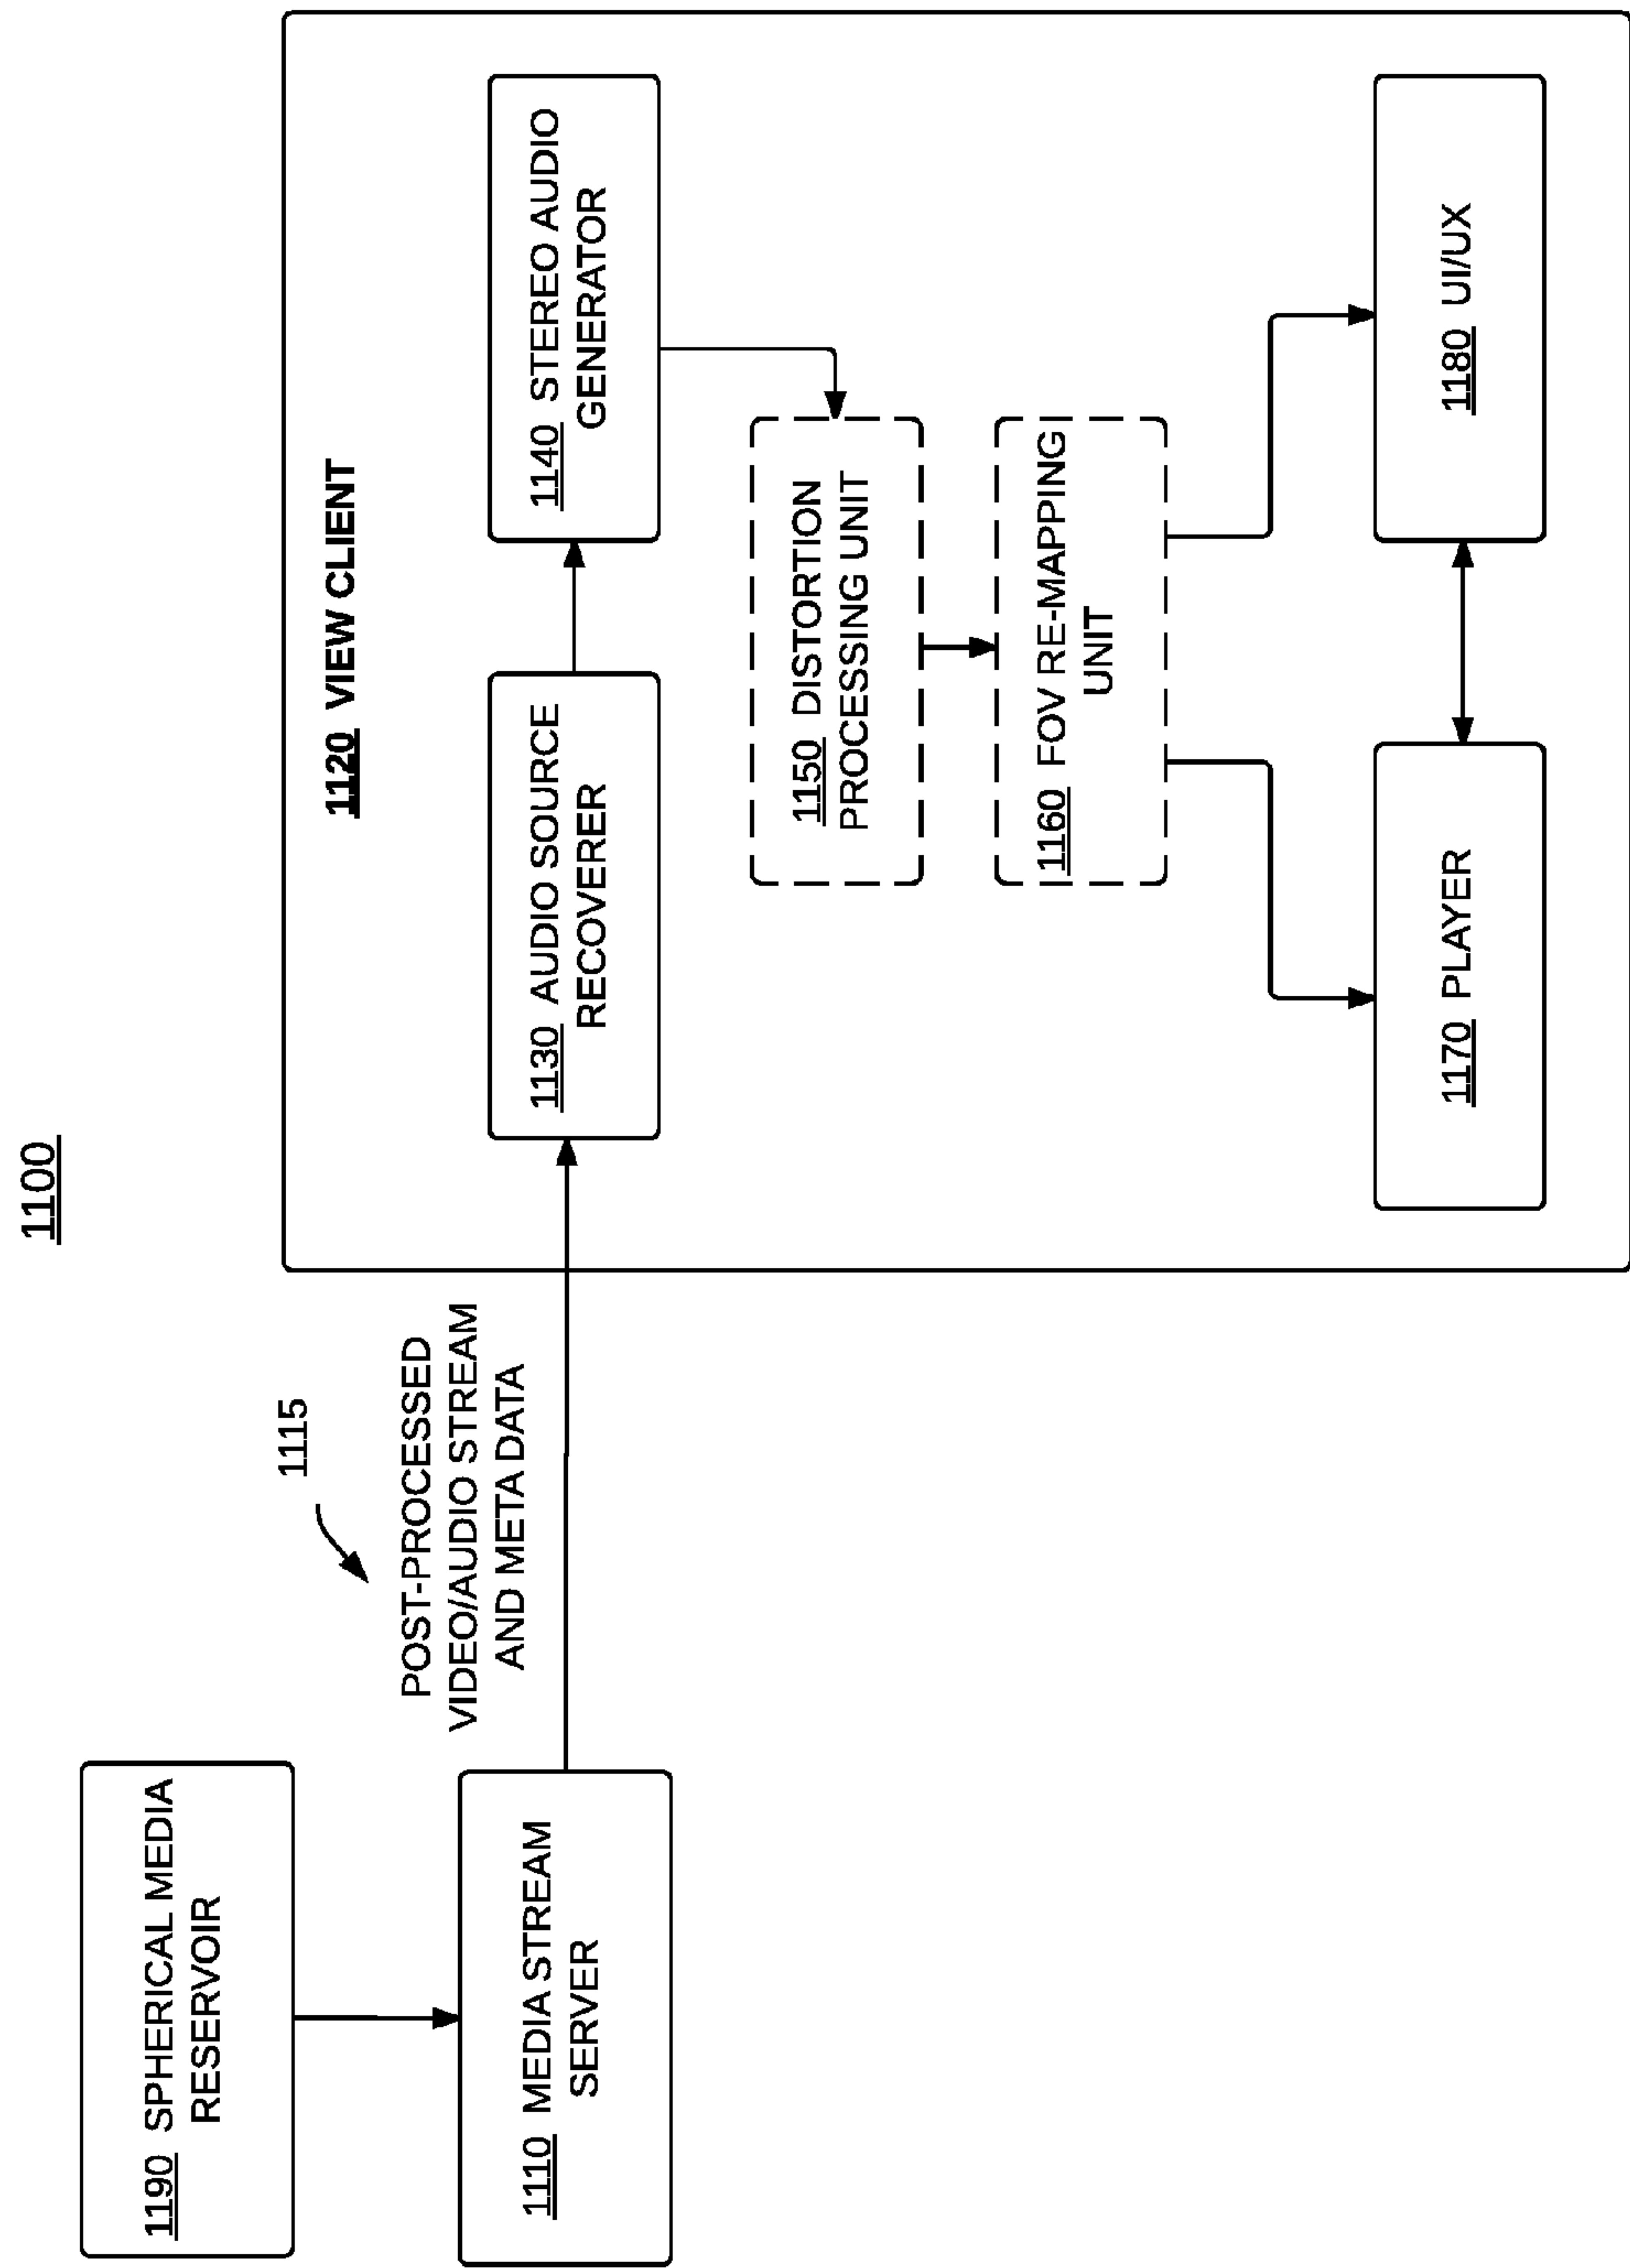 1100
1190 SPHERICAL MEDIA
RESERVOIR
1110 MEDIA STREAM
SERVER
1115
POST-PROCESSED
VIDEO/AUDIO STREAM
AND META DATA
1120 VIEW CLIENT
1130 AUDIO SOURCE
RECOVERER
1140 STEREO AUDIO
GENERATOR
1150 DISTORTION
PROCESSING UNIT
1160 FOV RE-MAPPING
UNIT
1170 PLAYER
1180 UI/UX